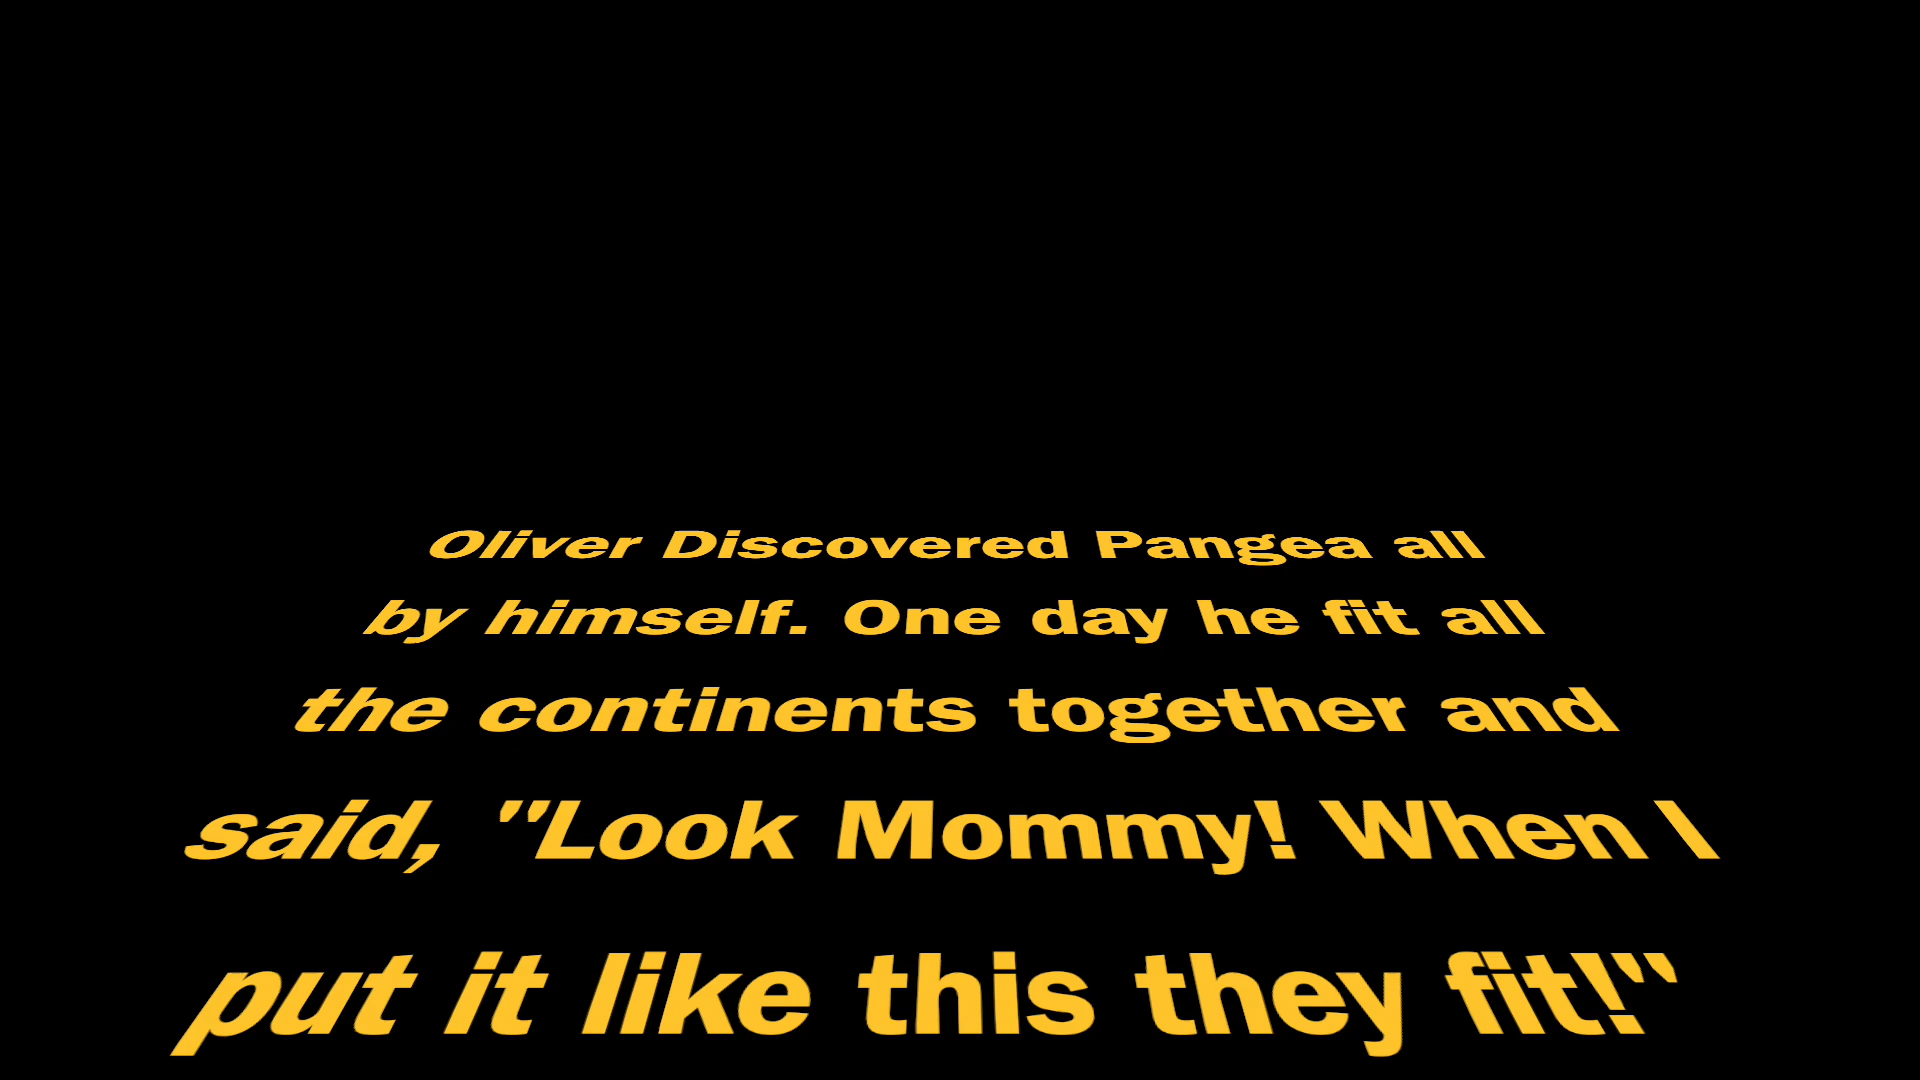 Oliver Discovered Pangea all
by himself. One day he fit all
the continents together and
said, "Look Mommy! When I
put it like this they fit!"